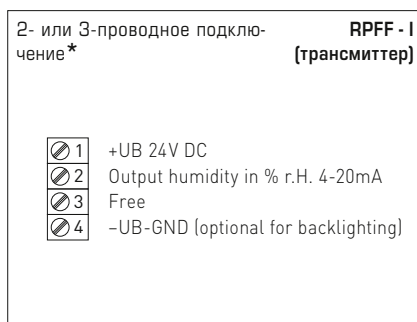 2- или 3-проводное подклю- RPFF - I
чение* (трансмиттер)
1 +UB 24V DC
2 Output humidity in % r.H. 4-20mA
3 Free
4 –UB-GND (optional for backlighting)